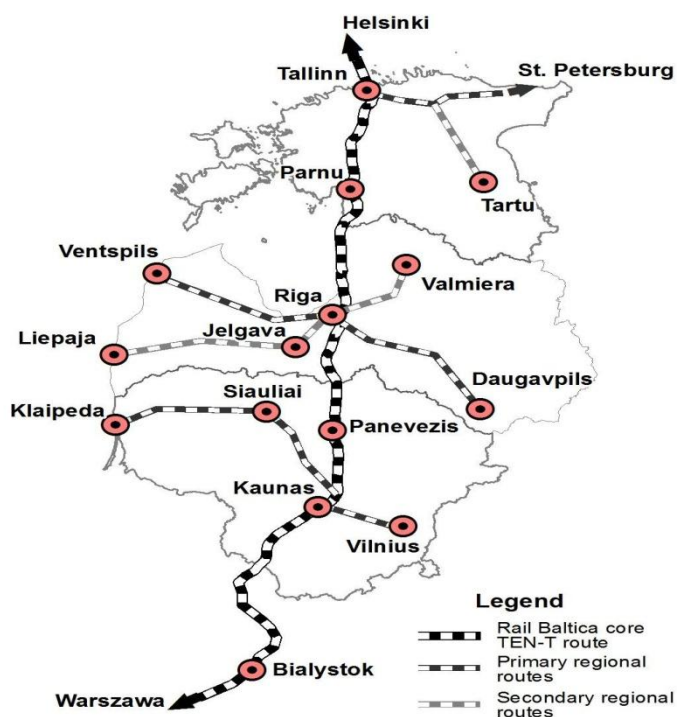 Helsinki
Tallinn
St. Petersburg
Parnu
Tartu
Ventspils
Valmiera
Riga
Liepaja
Jelgava
Daugavpils
Siauliai
Klaipeda
Panevezis
Kaunas
Vilnius
Legend
Rail Baltica core
TEN-T route
Primary regional
routes
Secondary regional
routes
Bialystok
Warszawa